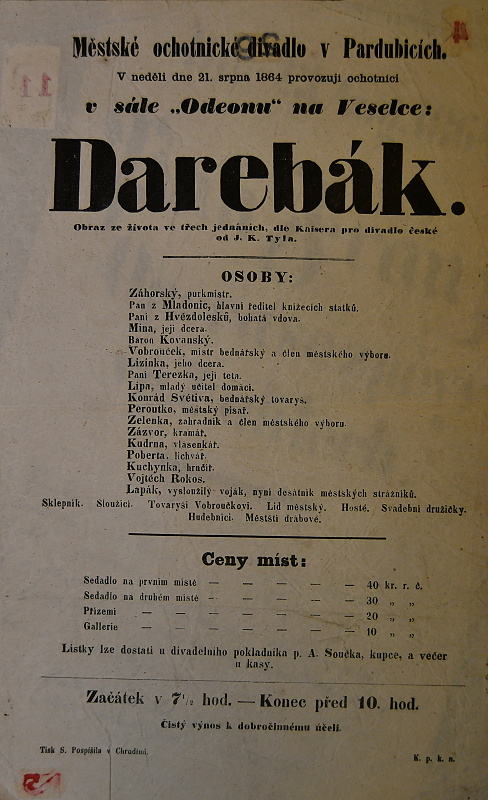 Městské ochotnické divadlo v Pardubicích.
V neděli dne 21. srpna 1864 provozují ochotníci
v sále „Odeonu" na Veselce:
Darebák.
Obraz ze života ve třech jednáních, dle Kaisera pro divadlo české
od J. K. Tyla.
OSOBY:
Záhorský, purkmistr.
Pan z Mladonic, hlavní ředitel knížecích statků.
Paní z Hvězdolesků, bohatá vdova.
Mína, její dcera.
Baron Kovanský.
Vobrouček, mistr bednářský a člen městského výboru.
Lizinka, jeho dcera.
Paní Terezka, její teta.
Lípa, mladý učitel domácí.
Konrád Světiva, bednářský tovaryš.
Peroutko, městský písař.
Zelenka, zahradník a člen městského výboru.
Zázvor, kramář.
Kudrna, vlásenkář.
Poberta, lichvář.
Kuchynka, hračíř.
Vojtěch Rokos.
Lapák, vysloužilý voják, nyní desátník městských strážníků.
Sklepník. Sloužící. Tovaryši Vobroučkovi. Lid městský. Hosté. Svadební družičky.
Hudebníci. Městští drábové.
Ceny míst:
Sedadlo na prvním místě — — — — — 40 kr. r. č.
Sedadlo na druhém místě — — — — — 30 „ „
Přízemí — — — — — — 20 „ „
Gallerie — — — — — — 10 „ „
Lístky lze dostati u divadelního pokladníka p. A. Součka, kupce, a večer
u kasy.
Začátek v 7 1/2 hod. — Konec před 10. hod.
Čistý výnos k dobročinnému účeli.
Tisk S. Pospíšila v Chrudimi.
K. p. k. n.